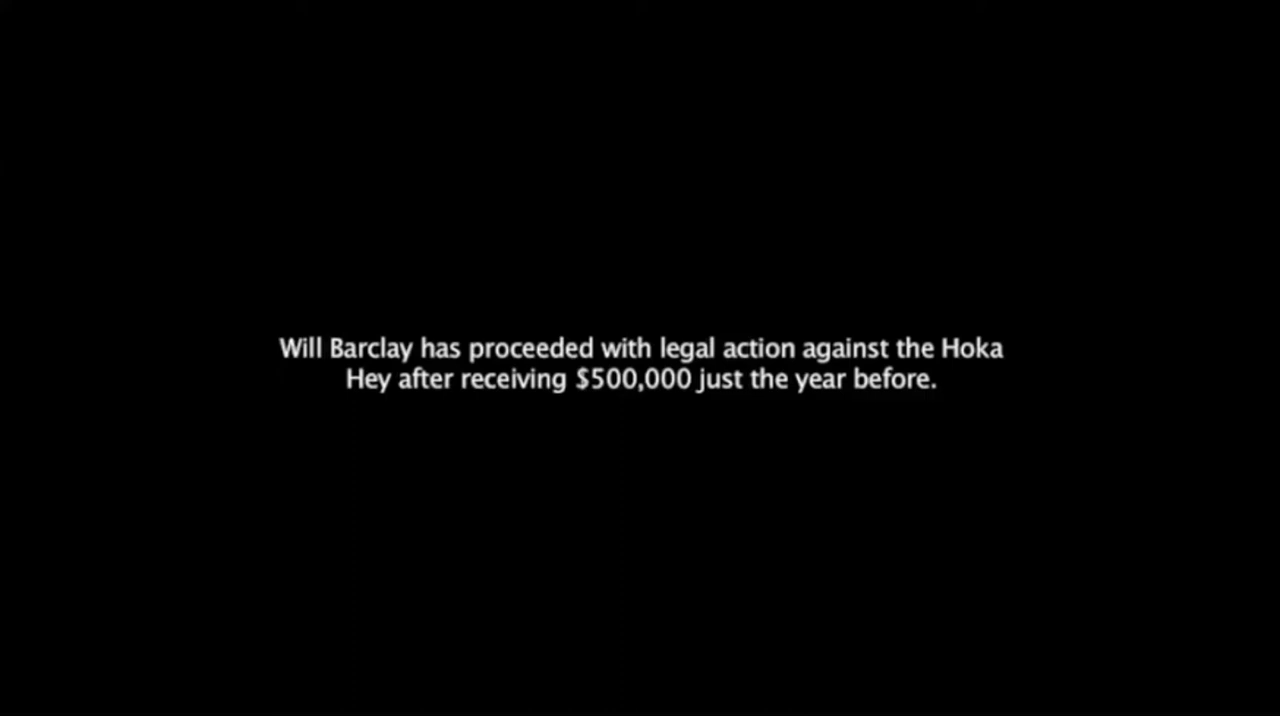 Will Barclay has proceeded with legal action against the Hoka
Hey after receiving $500,000 just the year before.